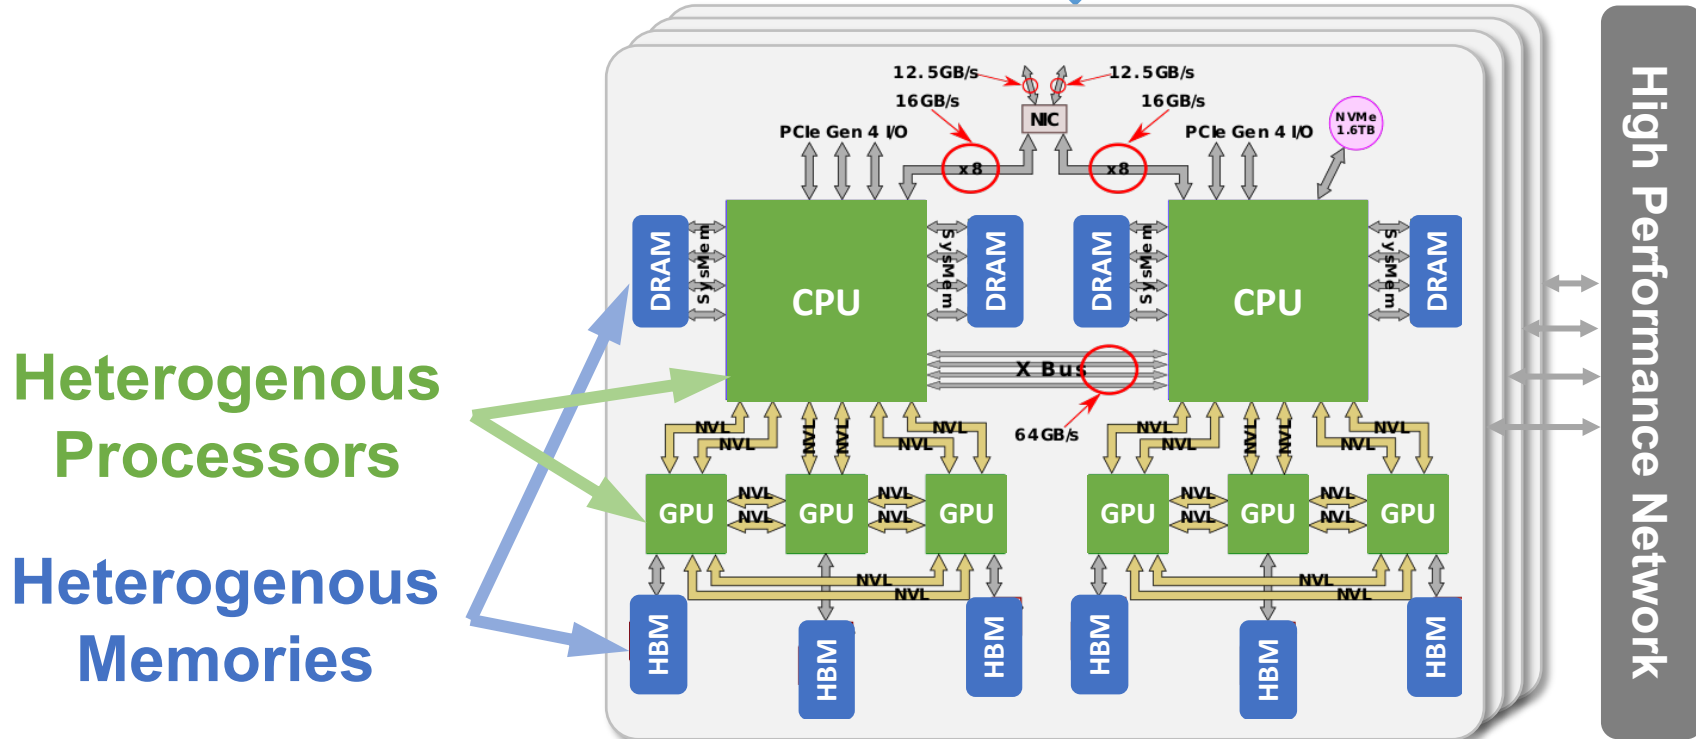 12.5GB/s
12.5GB/s
16GB/s
16GB/s
NIC
NVMe
1.6TB
PCIe Gen 4 I/O
PCIe Gen 4 I/O
x8
x8
DRAM
SysMem
CPU
SysMem
DRAM
DRAM
SysMem
CPU
SysMem
DRAM
High Performance Network
X Bus
64GB/s
Heterogenous
Processors
NVL
NVL
NVL
NVL
NVL
NVL
NVL
NVL
NVL
NVL
NVL
NVL
GPU
NVL
NVL
GPU
NVL
NVL
GPU
GPU
NVL
NVL
GPU
NVL
NVL
GPU
NVL
NVL
NVL
NVL
Heterogenous
Memories
HBM
HBM
HBM
HBM
HBM
HBM